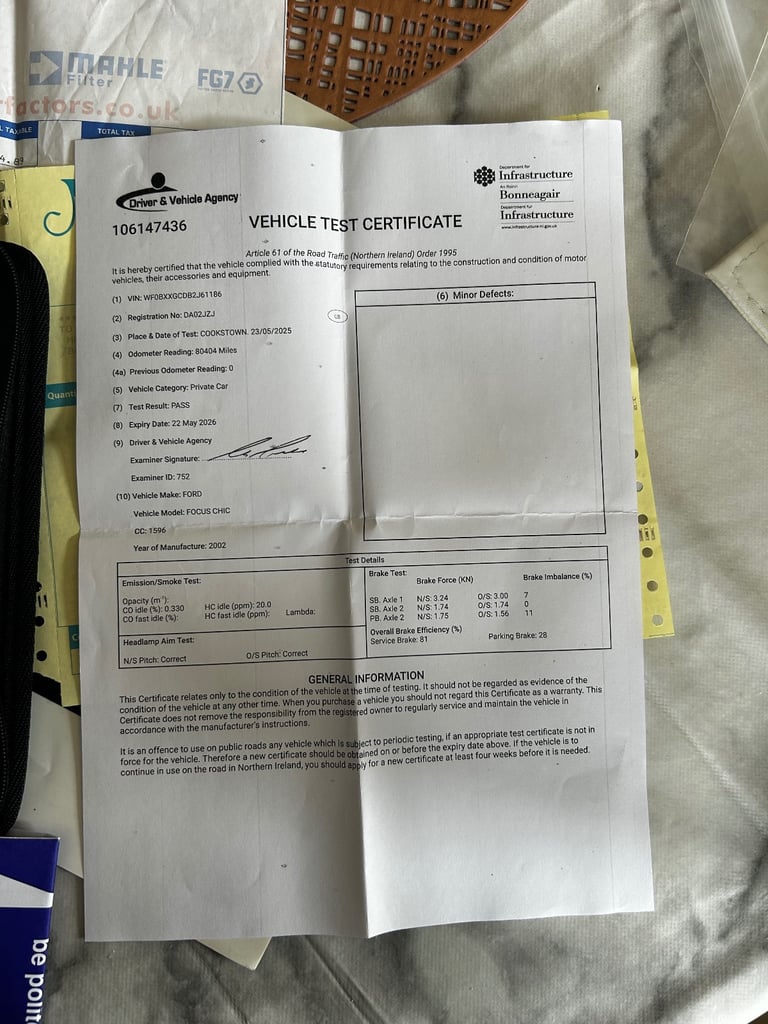 MAHLE
Filter
FG7
factors.co.uk
TOTAL TAX
Driver & Vehicle Agency
106147436
Department for
Infrastructure
An Roinn
Bonneagair
Department for
Infrastructure
www.infrastructure-ni.gov.uk
VEHICLE TEST CERTIFICATE
Article 61 of the Road Traffic (Northern Ireland) Order 1995
It is hereby certified that the vehicle complied with the statutory requirements relating to the construction and condition of motor
vehicles, their accessories and equipment.
(1) VIN: WF0BXXGCDB2J61186
(2) Registration No: DA02JZJ
GB
(3) Place & Date of Test: COOKSTOWN. 23/05/2025
(4) Odometer Reading: 80404 Miles
(4a) Previous Odometer Reading: 0
(5) Vehicle Category: Private Car
(7) Test Result: PASS
(8) Expiry Date: 22 May 2026
(9) Driver & Vehicle Agency
Examiner Signature:
Examiner ID: 752
(10) Vehicle Make: FORD
Vehicle Model: FOCUS CHIC
CC: 1596
Year of Manufacture: 2002
(6) Minor Defects:
Test Details
Emission/Smoke Test:
Opacity (m⁻¹):
CO idle (%): 0.330 HC idle (ppm): 20.0
CO fast idle (%): HC fast idle (ppm): Lambda:
Headlamp Aim Test:
N/S Pitch: Correct O/S Pitch: Correct
Brake Test: Brake Force (KN) Brake Imbalance (%)
SB. Axle 1 N/S: 3.24 O/S: 3.00 7
SB. Axle 2 N/S: 1.74 O/S: 1.74 0
PB. Axle 2 N/S: 1.75 O/S: 1.56 11
Overall Brake Efficiency (%)
Service Brake: 81 Parking Brake: 28
GENERAL INFORMATION
This Certificate relates only to the condition of the vehicle at the time of testing. It should not be regarded as evidence of the
condition of the vehicle at any other time. When you purchase a vehicle you should not regard this Certificate as a warranty. This
Certificate does not remove the responsibility from the registered owner to regularly service and maintain the vehicle in
accordance with the manufacturer's instructions.
It is an offence to use on public roads any vehicle which is subject to periodic testing, if an appropriate test certificate is not in
force for the vehicle. Therefore a new certificate should be obtained on or before the expiry date above. If the vehicle is to
continue in use on the road in Northern Ireland, you should apply for a new certificate at least four weeks before it is needed.
Quanti
be point